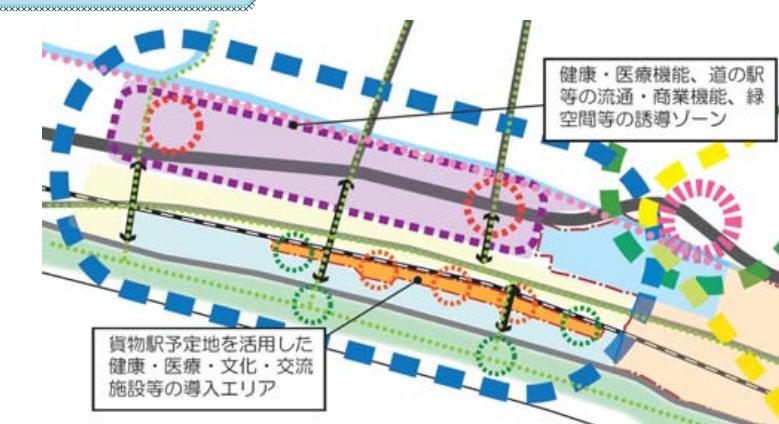 健康・医療機能、道の駅
等の流通・商業機能、緑
空間等の誘導ゾーン
貨物駅予定地を活用した
健康・医療・文化・交流
施設等の導入エリア